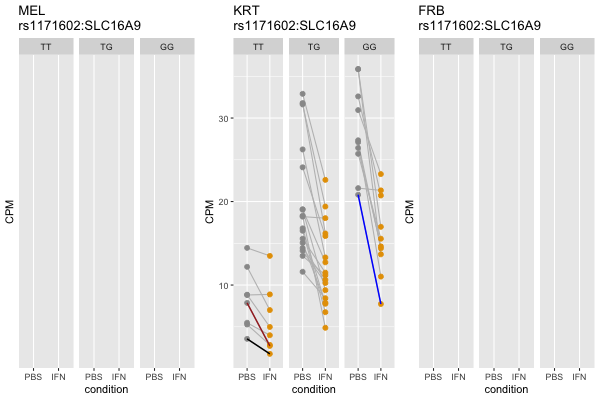 MEL
rs1171602:SLC16A9
TT TG GG
CPM
PBS IFN PBS IFN PBS IFN
condition
KRT
rs1171602:SLC16A9
TT TG GG
30
20
10
CPM
PBS IFN PBS IFN PBS IFN
condition
FRB
rs1171602:SLC16A9
TT TG GG
CPM
PBS IFN PBS IFN PBS IFN
condition